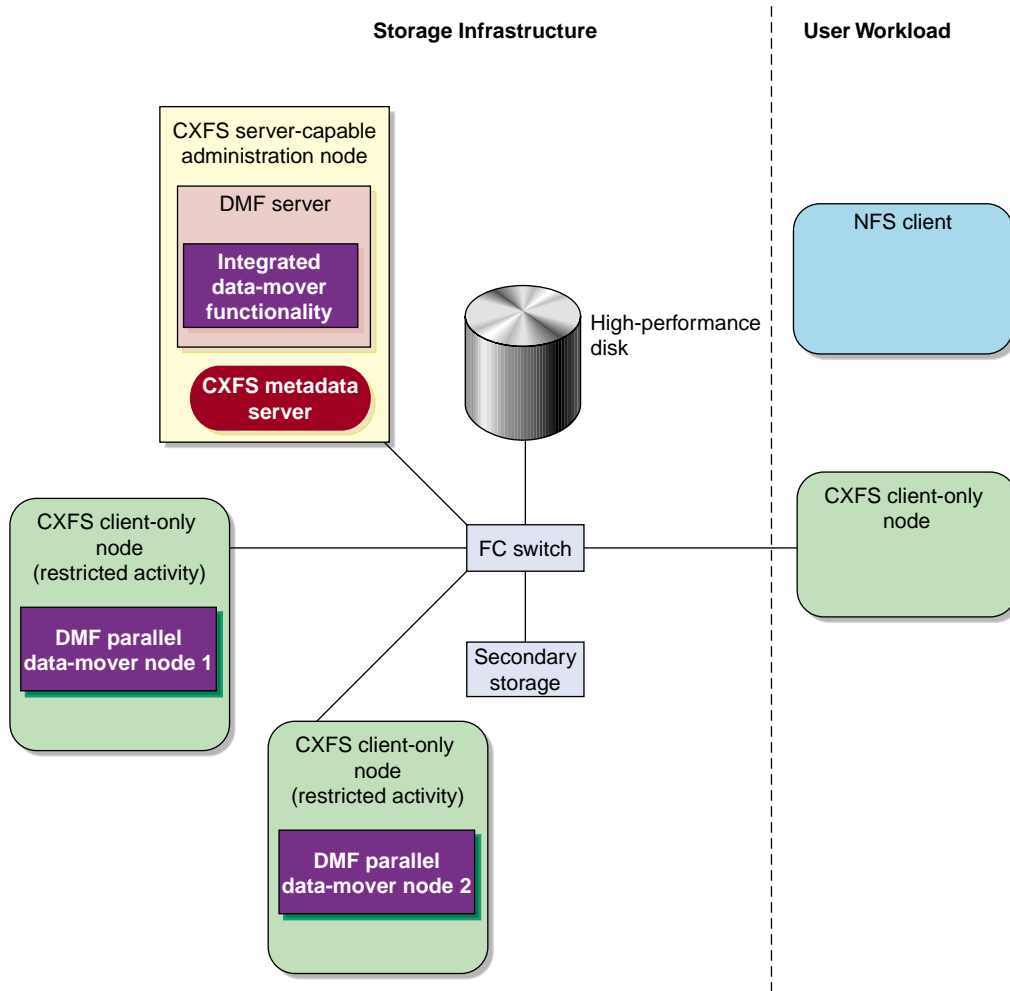 Storage Infrastructure
User Workload
CXFS server-capable
administration node
DMF server
Integrated
data-mover
functionality
CXFS metadata
server
High-performance
disk
NFS client
CXFS client-only
node
(restricted activity)
DMF parallel
data-mover node 1
FC switch
CXFS client-only
node
Secondary
storage
CXFS client-only
node
(restricted activity)
DMF parallel
data-mover node 2